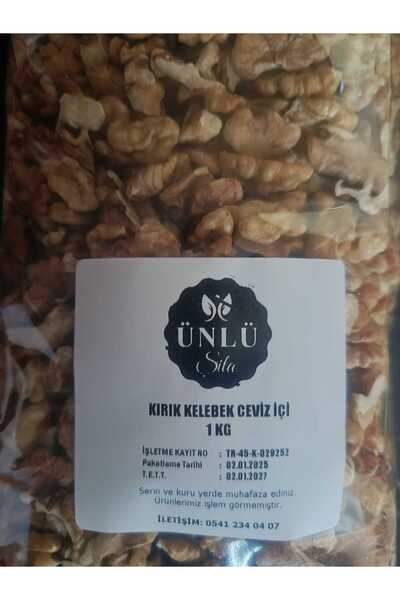 ÜNLÜ
Şifa
KIRIK KELEBEK CEVİZ İÇİ
1 KG
İŞLETME KAYIT NO : TR-45-K-029252
Paketleme Tarihi : 02.01.2025
T.E.T.T. : 02.01.2027
Serin ve kuru yerde muhafaza ediniz.
Ürünlerimiz işlem görmemiştir.
İLETİŞİM: 0541 234 04 07